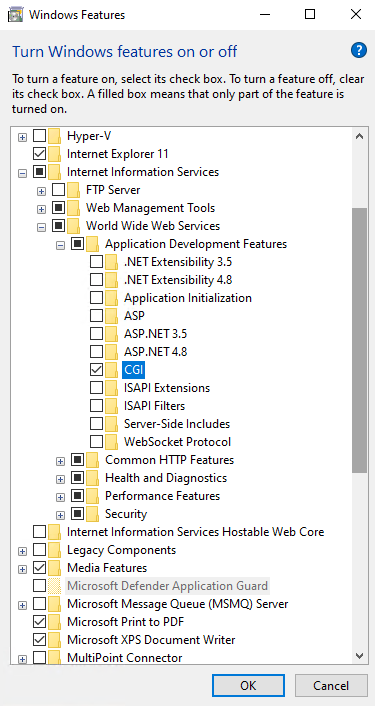 Windows Features
Turn Windows features on or off
?
To turn a feature on, select its check box. To turn a feature off, clear
its check box. A filled box means that only part of the feature is
turned on.
Hyper-V
Internet Explorer 11
Internet Information Services
FTP Server
Web Management Tools
World Wide Web Services
Application Development Features
.NET Extensibility 3.5
.NET Extensibility 4.8
Application Initialization
ASP
ASP.NET 3.5
ASP.NET 4.8
CGI
ISAPI Extensions
ISAPI Filters
Server-Side Includes
WebSocket Protocol
Common HTTP Features
Health and Diagnostics
Performance Features
Security
Internet Information Services Hostable Web Core
Legacy Components
Media Features
Microsoft Defender Application Guard
Microsoft Message Queue (MSMQ) Server
Microsoft Print to PDF
Microsoft XPS Document Writer
MultiPoint Connector
OK Cancel